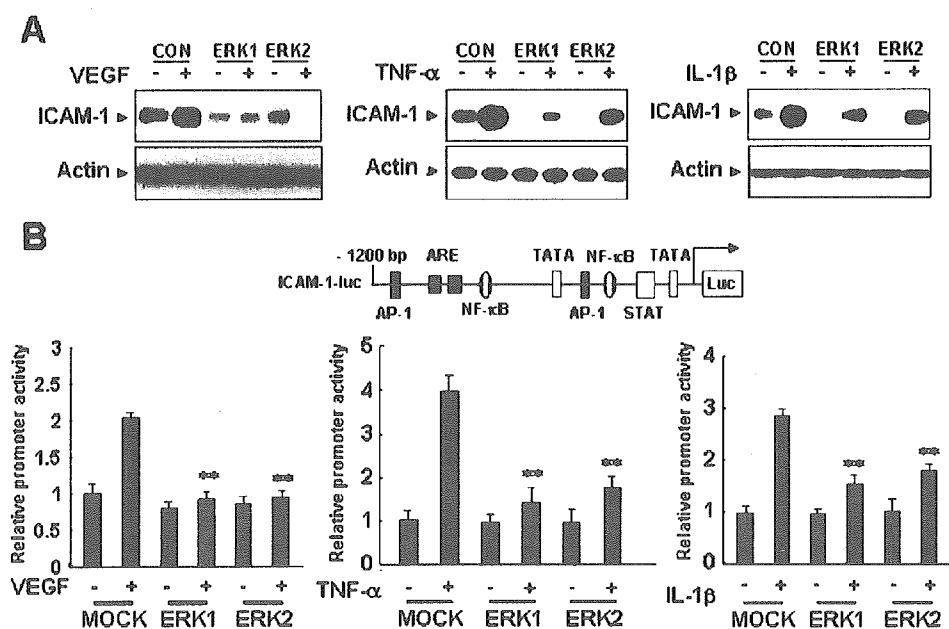 A
CON ERK1 ERK2
VEGF - + - + - +
ICAM-1
Actin
CON ERK1 ERK2
TNF-α - + - + - +
ICAM-1
Actin
CON ERK1 ERK2
IL-1β - + - + - +
ICAM-1
Actin
B
- 1200 bp ARE TATA NF-κB TATA
ICAM-1-luc Luc
AP-1 NF-κB AP-1 STAT
Relative promoter activity
3
2.5
2
1.5
1
0.5
0
** **
VEGF - + - + - +
MOCK ERK1 ERK2
Relative promoter activity
5
4
3
2
1
0
** **
TNF-α - + - + - +
MOCK ERK1 ERK2
Relative promoter activity
4
3
2
1
0
** **
IL-1β - + - + - +
MOCK ERK1 ERK2